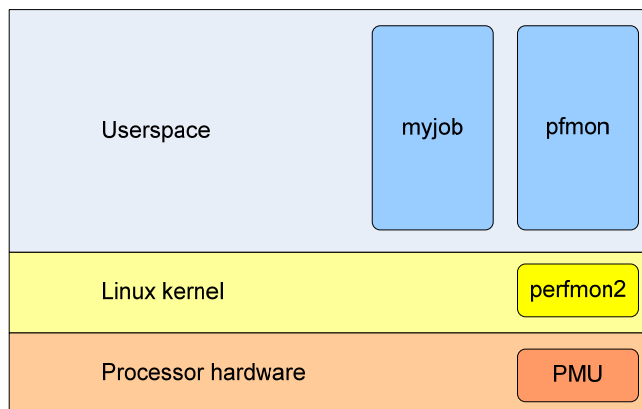 Userspace
myjob
pfmon
Linux kernel
perfmon2
Processor hardware
PMU